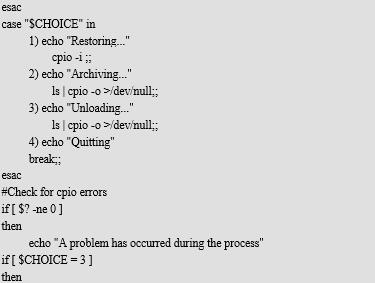 esac
case "$CHOICE" in
1) echo "Restoring..."
cpio -i ;;
2) echo "Archiving..."
ls | cpio -o >/dev/null;;
3) echo "Unloading..."
ls | cpio -o >/dev/null;;
4) echo "Quitting"
break;;
esac
#Check for cpio errors
if [ $? -ne 0 ]
then
echo "A problem has occurred during the process"
if [ $CHOICE = 3 ]
then